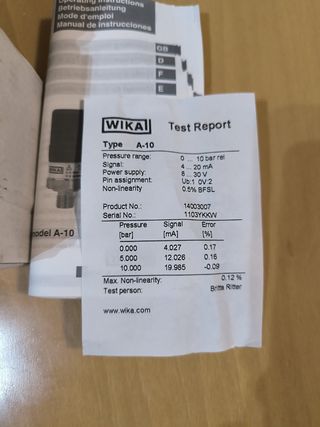 Operating instructions
Betriebsanleitung
Mode d'emploi
Manual de instrucciones
GB
D
F
E
model A-10
WIKA Test Report
Type A-10
Pressure range: 0 ... 10 bar rel
Signal: 4 ... 20 mA
Power supply: 8 ... 30 V
Pin assignment: Ub:1 0V:2
Non-linearity 0.5% BFSL
Product No.: 14003007
Serial No.: 1103YKKW
Pressure Signal Error
[bar] [mA] [%]
0.000 4.027 0.17
5.000 12.026 0.16
10.000 19.985 -0.09
Max. Non-linearity: 0.12 %
Test person: Britta Ritter
www.wika.com